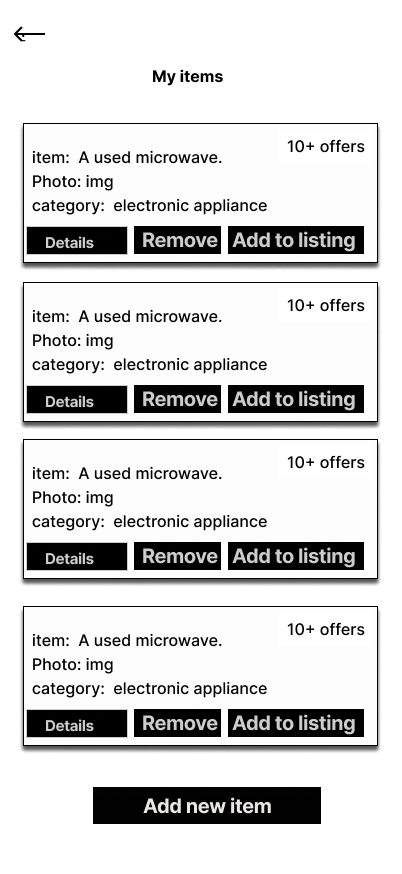 My items
10+ offers
item:  A used microwave.
Photo: img
category:  electronic appliance
Details Remove Add to listing
10+ offers
item:  A used microwave.
Photo: img
category:  electronic appliance
Details Remove Add to listing
10+ offers
item:  A used microwave.
Photo: img
category:  electronic appliance
Details Remove Add to listing
10+ offers
item:  A used microwave.
Photo: img
category:  electronic appliance
Details Remove Add to listing
Add new item